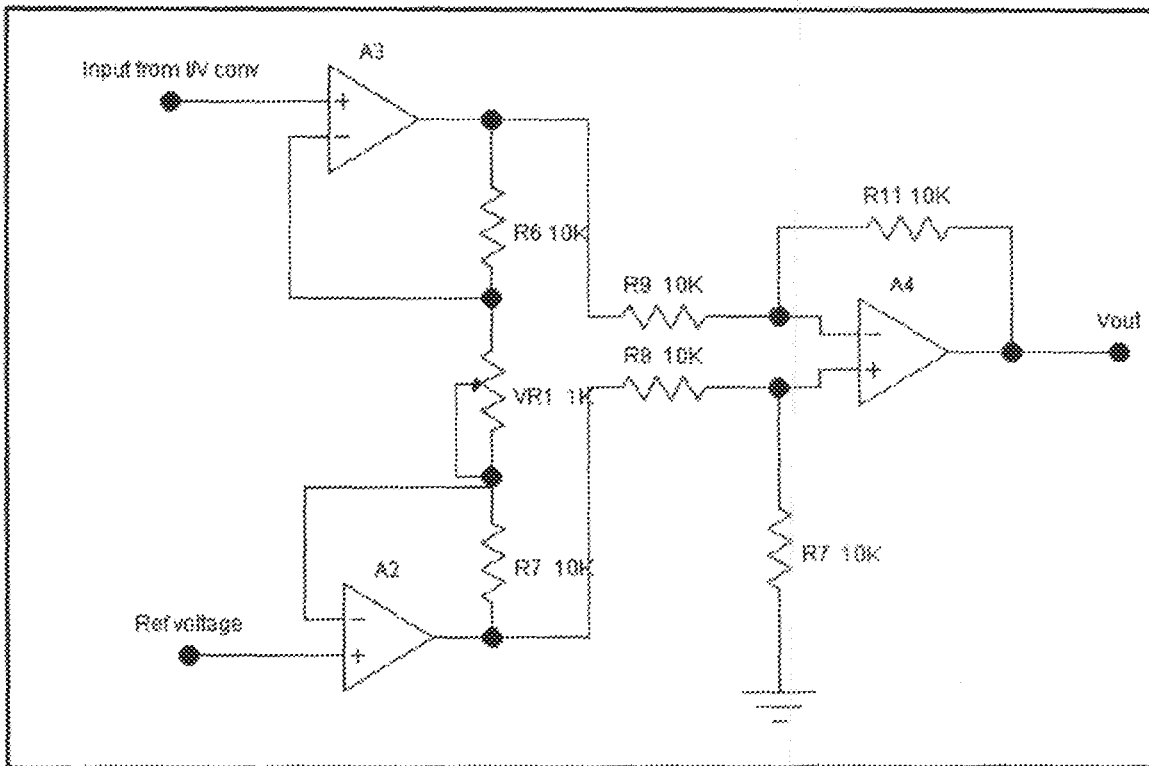 A3
Input from I/V conv
R6 10K
R11 10K
R9 10K
A4
Vout
R8 10K
VR1 1K
A2
R7 10K
R7 10K
Ref voltage